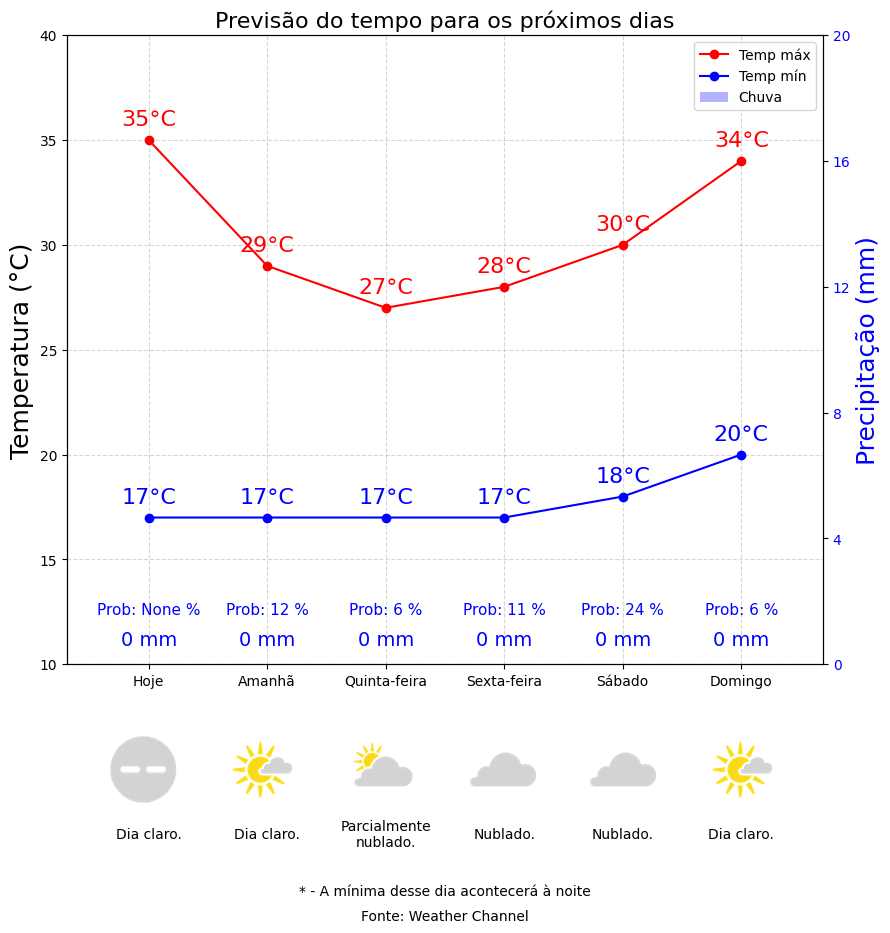 Previsão do tempo para os próximos dias
Temp máx
Temp mín
Chuva
Temperatura (°C)
Precipitação (mm)
40
35
30
25
20
15
10
20
16
12
8
4
0
35°C
29°C
27°C
28°C
30°C
34°C
17°C
17°C
17°C
17°C
18°C
20°C
Prob: None %
Prob: 12 %
Prob: 6 %
Prob: 11 %
Prob: 24 %
Prob: 6 %
0 mm
0 mm
0 mm
0 mm
0 mm
0 mm
Hoje
Amanhã
Quinta-feira
Sexta-feira
Sábado
Domingo
Dia claro.
Dia claro.
Parcialmente
nublado.
Nublado.
Nublado.
Dia claro.
* - A mínima desse dia acontecerá à noite
Fonte: Weather Channel